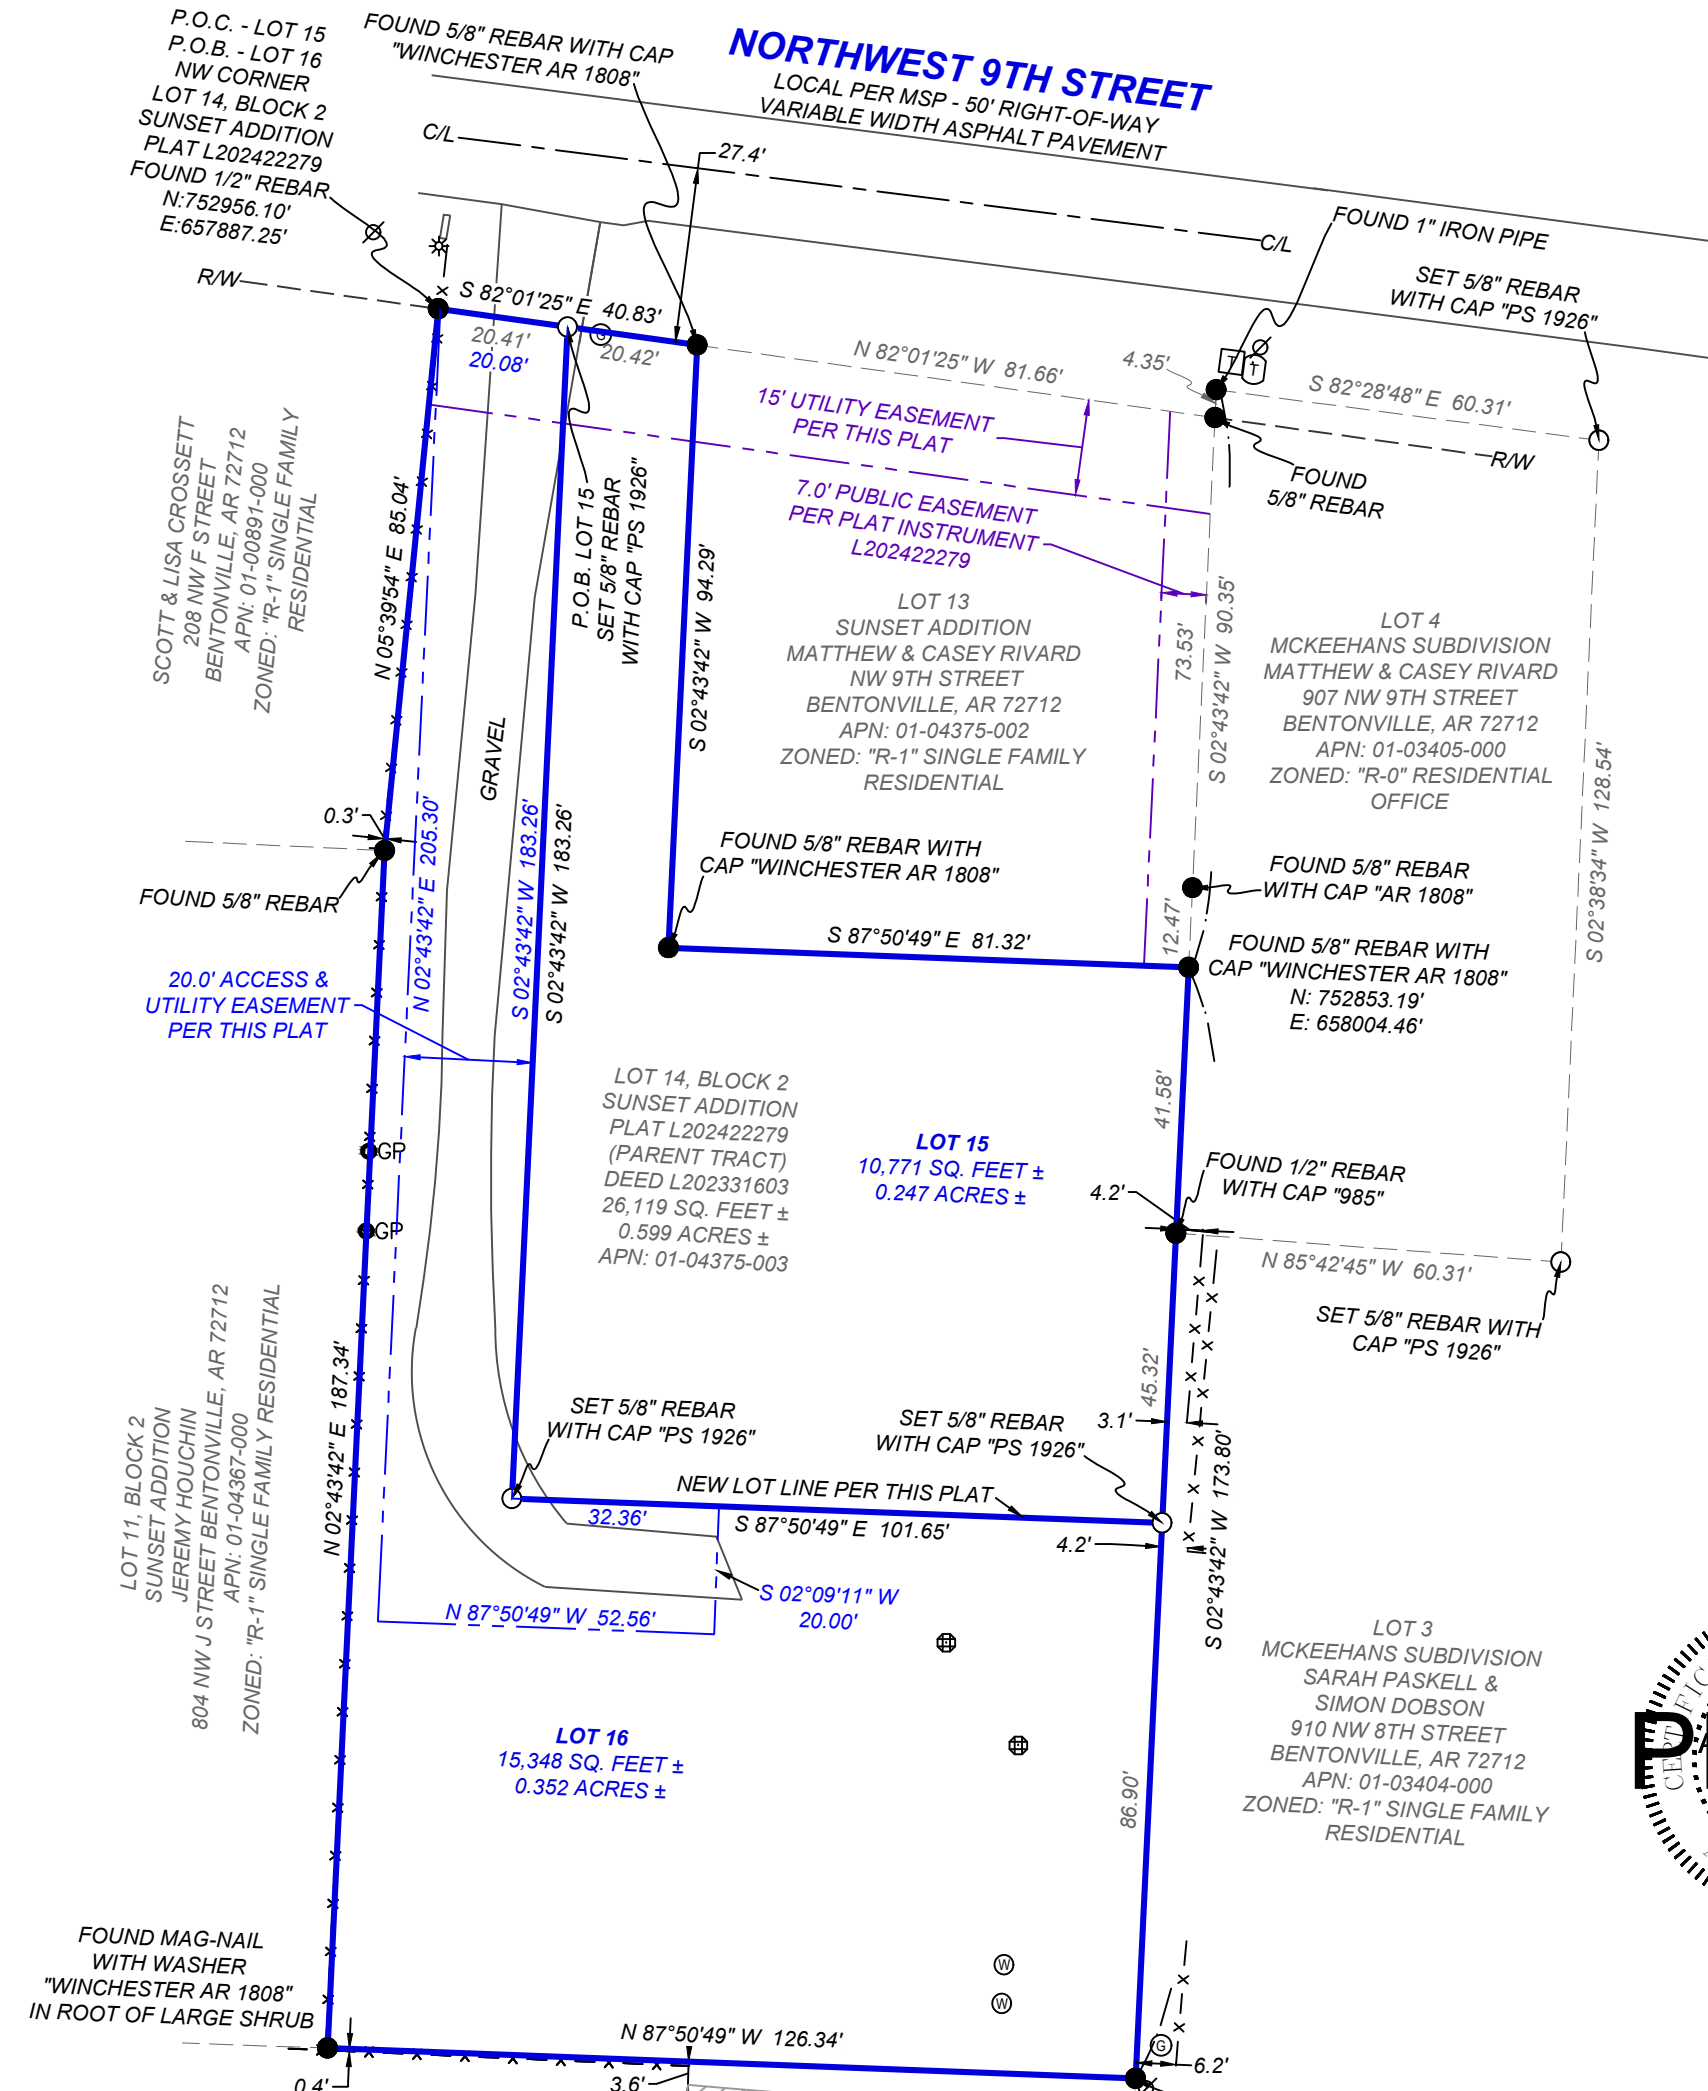 P.O.C. - LOT 15
P.O.B. - LOT 16
NW CORNER
LOT 14, BLOCK 2
SUNSET ADDITION
PLAT L202422279
FOUND 1/2" REBAR
N:752956.10'
E:657887.25'
FOUND 5/8" REBAR WITH CAP
"WINCHESTER AR 1808"
NORTHWEST 9TH STREET
LOCAL PER MSP - 50' RIGHT-OF-WAY
VARIABLE WIDTH ASPHALT PAVEMENT
C/L
27.4'
C/L
FOUND 1" IRON PIPE
SET 5/8" REBAR
WITH CAP "PS 1926"
R/W
S 82°01'25" E 40.83'
20.41'
20.08'
G
20.42'
N 82°01'25" W 81.66'
4.35'
T
T
S 82°28'48" E 60.31'
R/W
FOUND
5/8" REBAR
15' UTILITY EASEMENT
PER THIS PLAT
7.0' PUBLIC EASEMENT
PER PLAT INSTRUMENT
L202422279
SCOTT & LISA CROSSETT
208 NW F STREET
BENTONVILLE, AR 72712
APN: 01-00891-000
ZONED: "R-1" SINGLE FAMILY
RESIDENTIAL
N 05°39'54" E 85.04'
P.O.B. LOT 15
SET 5/8" REBAR
WITH CAP "PS 1926"
S 02°43'42" W 94.29'
LOT 13
SUNSET ADDITION
MATTHEW & CASEY RIVARD
NW 9TH STREET
BENTONVILLE, AR 72712
APN: 01-04375-002
ZONED: "R-1" SINGLE FAMILY
RESIDENTIAL
73.53'
S 02°43'42" W 90.35'
LOT 4
MCKEEHANS SUBDIVISION
MATTHEW & CASEY RIVARD
907 NW 9TH STREET
BENTONVILLE, AR 72712
APN: 01-03405-000
ZONED: "R-0" RESIDENTIAL
OFFICE
S 02°38'34" W 128.54'
GRAVEL
0.3'
FOUND 5/8" REBAR
N 02°43'42" E 205.30'
S 02°43'42" W 183.26'
S 02°43'42" W 183.26'
FOUND 5/8" REBAR WITH
CAP "WINCHESTER AR 1808"
FOUND 5/8" REBAR
WITH CAP "AR 1808"
12.47'
S 87°50'49" E 81.32'
FOUND 5/8" REBAR WITH
CAP "WINCHESTER AR 1808"
N: 752853.19'
E: 658004.46'
20.0' ACCESS &
UTILITY EASEMENT
PER THIS PLAT
LOT 14, BLOCK 2
SUNSET ADDITION
PLAT L202422279
(PARENT TRACT)
DEED L202331603
26,119 SQ. FEET ±
0.599 ACRES ±
APN: 01-04375-003
LOT 15
10,771 SQ. FEET ±
0.247 ACRES ±
41.58'
4.2'
FOUND 1/2" REBAR
WITH CAP "985"
GP
GP
N 85°42'45" W 60.31'
SET 5/8" REBAR WITH
CAP "PS 1926"
LOT 11, BLOCK 2
SUNSET ADDITION
JEREMY HOUCHIN
804 NW J STREET BENTONVILLE, AR 72712
APN: 01-04367-000
ZONED: "R-1" SINGLE FAMILY RESIDENTIAL
N 02°43'42" E 187.34'
45.32'
SET 5/8" REBAR
WITH CAP "PS 1926"
SET 5/8" REBAR
WITH CAP "PS 1926"
3.1'
NEW LOT LINE PER THIS PLAT
32.36'
S 87°50'49" E 101.65'
4.2'
S 02°43'42" W 173.80'
S 02°09'11" W
20.00'
N 87°50'49" W 52.56'
LOT 3
MCKEEHANS SUBDIVISION
SARAH PASKELL &
SIMON DOBSON
910 NW 8TH STREET
BENTONVILLE, AR 72712
APN: 01-03404-000
ZONED: "R-1" SINGLE FAMILY
RESIDENTIAL
LOT 16
15,348 SQ. FEET ±
0.352 ACRES ±
86.90'
FOUND MAG-NAIL
WITH WASHER
"WINCHESTER AR 1808"
IN ROOT OF LARGE SHRUB
W
W
G
N 87°50'49" W 126.34'
6.2'
0.4'
3.6'